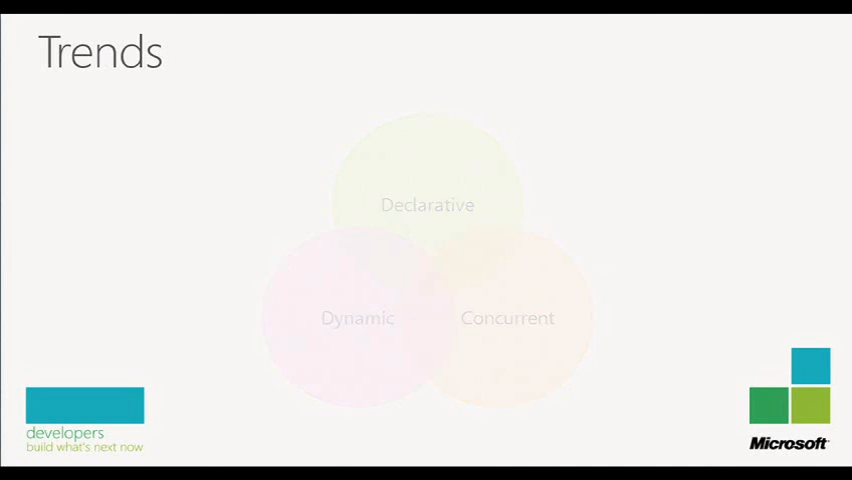 Trends
Declarative
Dynamic
Concurrent
developers
build what's next now
Microsoft